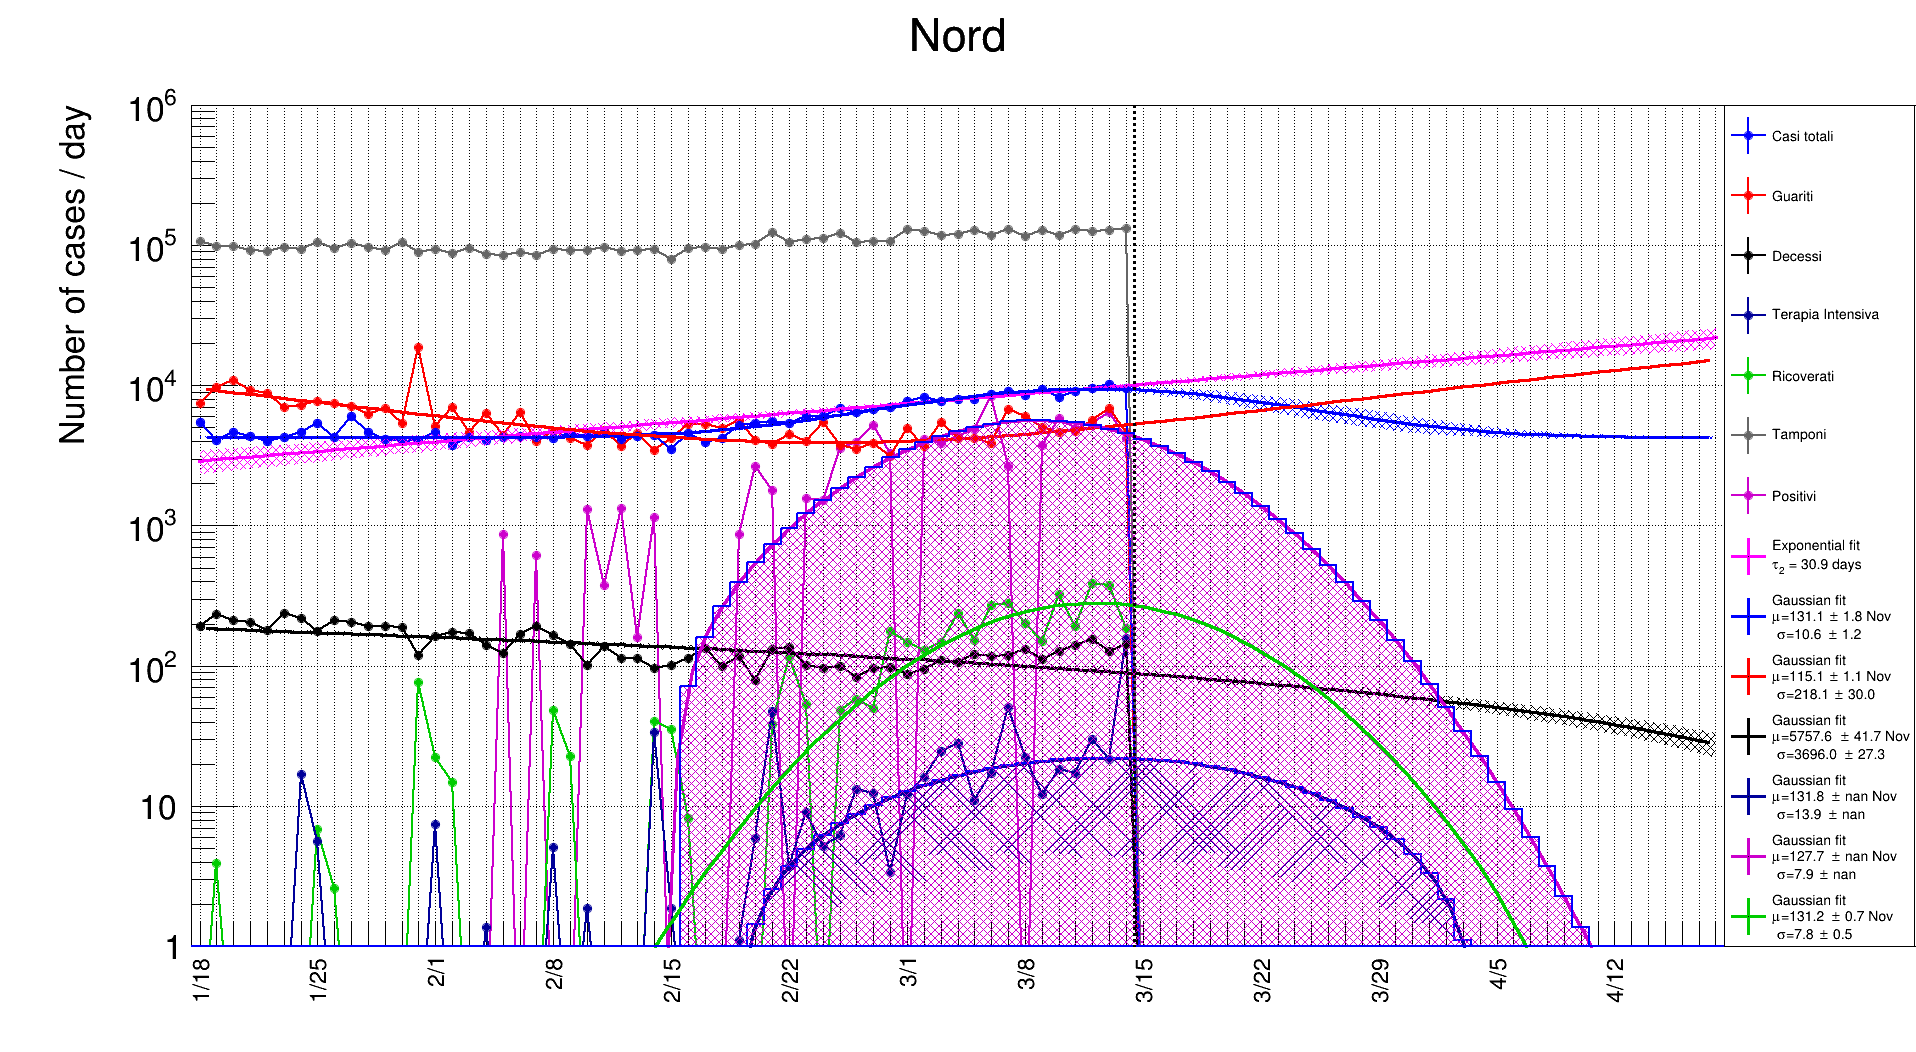 Nord
Number of cases / day
10^6
10^5
10^4
10^3
10^2
10
1
1/18
1/25
2/1
2/8
2/15
2/22
3/1
3/8
3/15
3/22
3/29
4/5
4/12
Casi totali
Guariti
Decessi
Terapia Intensiva
Ricoverati
Tamponi
Positivi
Exponential fit
τ₂ = 30.9 days
Gaussian fit
μ=131.1 ± 1.8 Nov
σ=10.6 ± 1.2
Gaussian fit
μ=115.1 ± 1.1 Nov
σ=218.1 ± 30.0
Gaussian fit
μ=5757.6 ± 41.7 Nov
σ=3696.0 ± 27.3
Gaussian fit
μ=131.8 ± nan Nov
σ=13.9 ± nan
Gaussian fit
μ=127.7 ± nan Nov
σ=7.9 ± nan
Gaussian fit
μ=131.2 ± 0.7 Nov
σ=7.8 ± 0.5